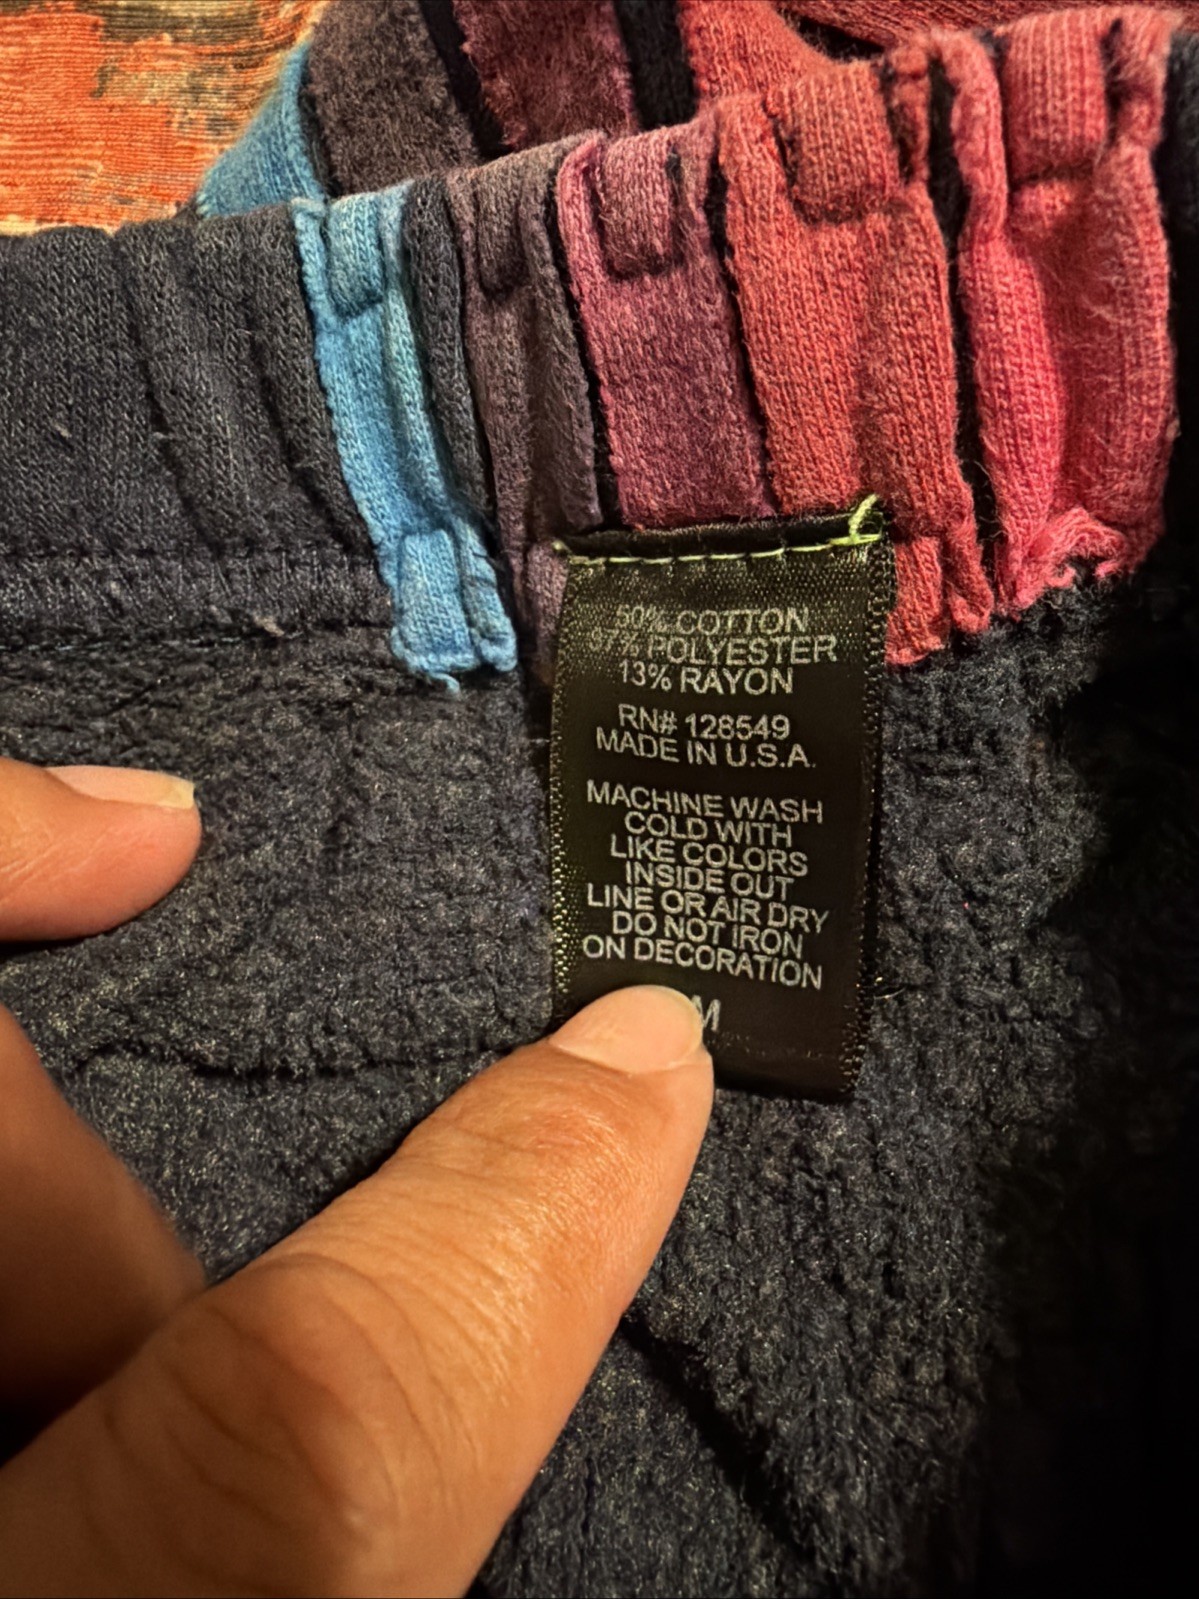 50% COTTON
97% POLYESTER
13% RAYON
RN# 128549
MADE IN U.S.A.
MACHINE WASH
COLD WITH
LIKE COLORS
INSIDE OUT
LINE OR AIR DRY
DO NOT IRON
ON DECORATION
M